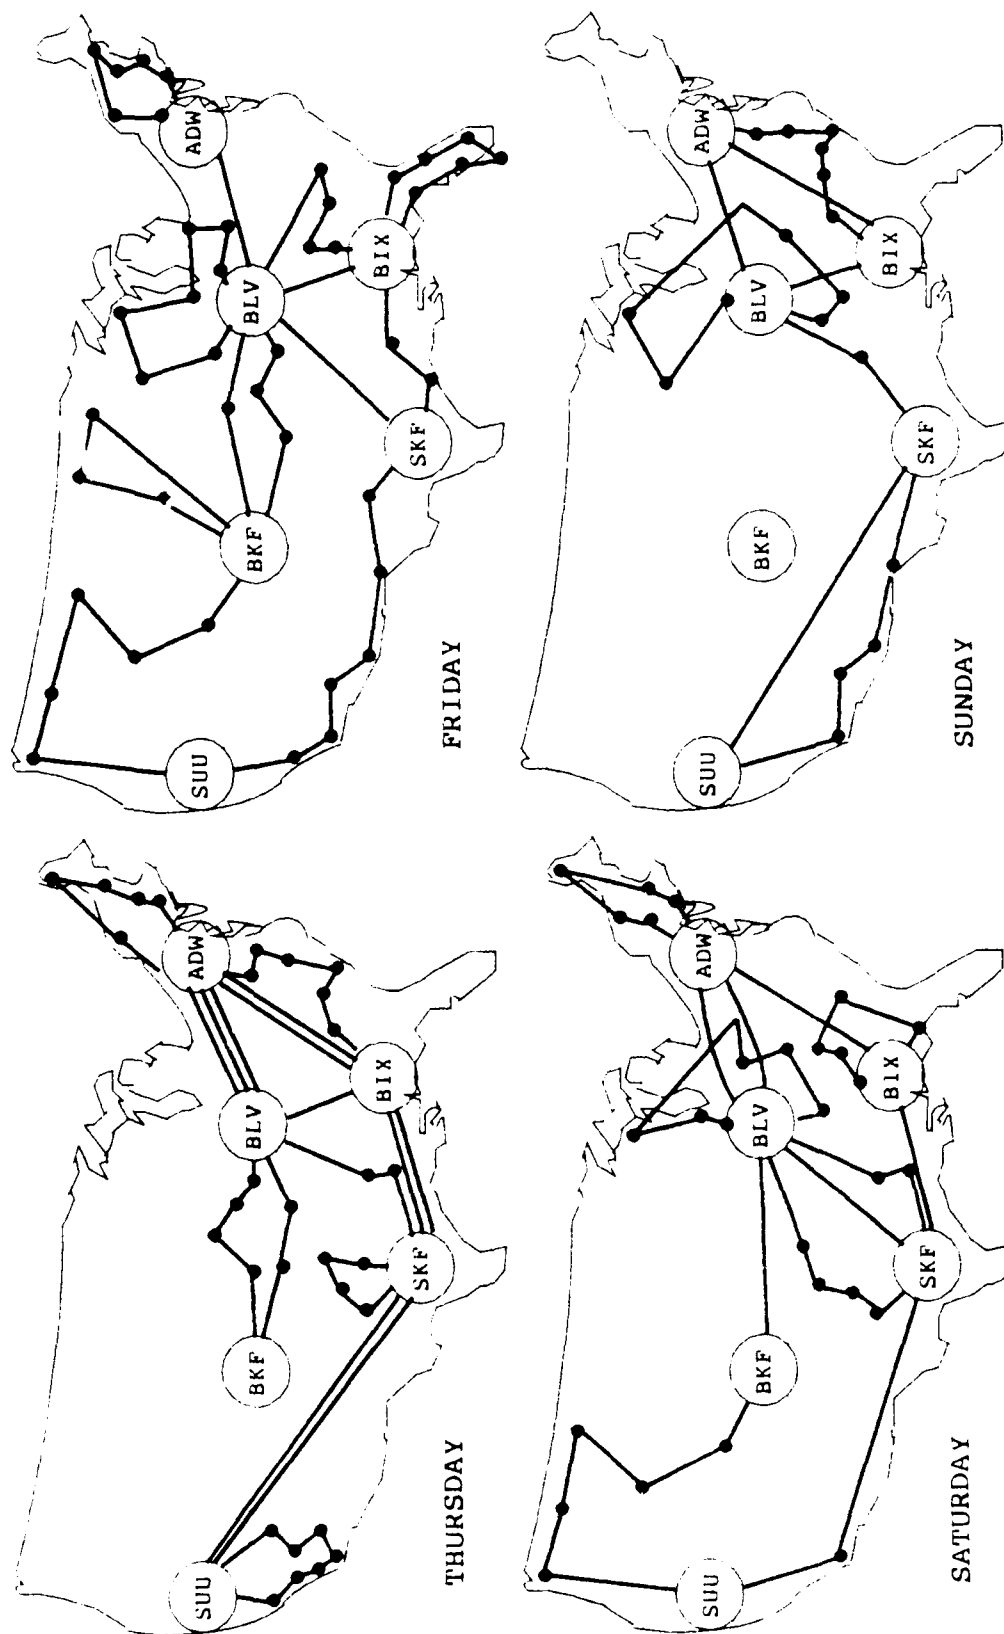 SUU
BKF
BLV
ADW
SKF
BIX
THURSDAY
SUU
BKF
BLV
ADW
SKF
BIX
FRIDAY
SUU
BKF
BLV
ADW
SKF
BIX
SATURDAY
SUU
BKF
BLV
ADW
SKF
BIX
SUNDAY